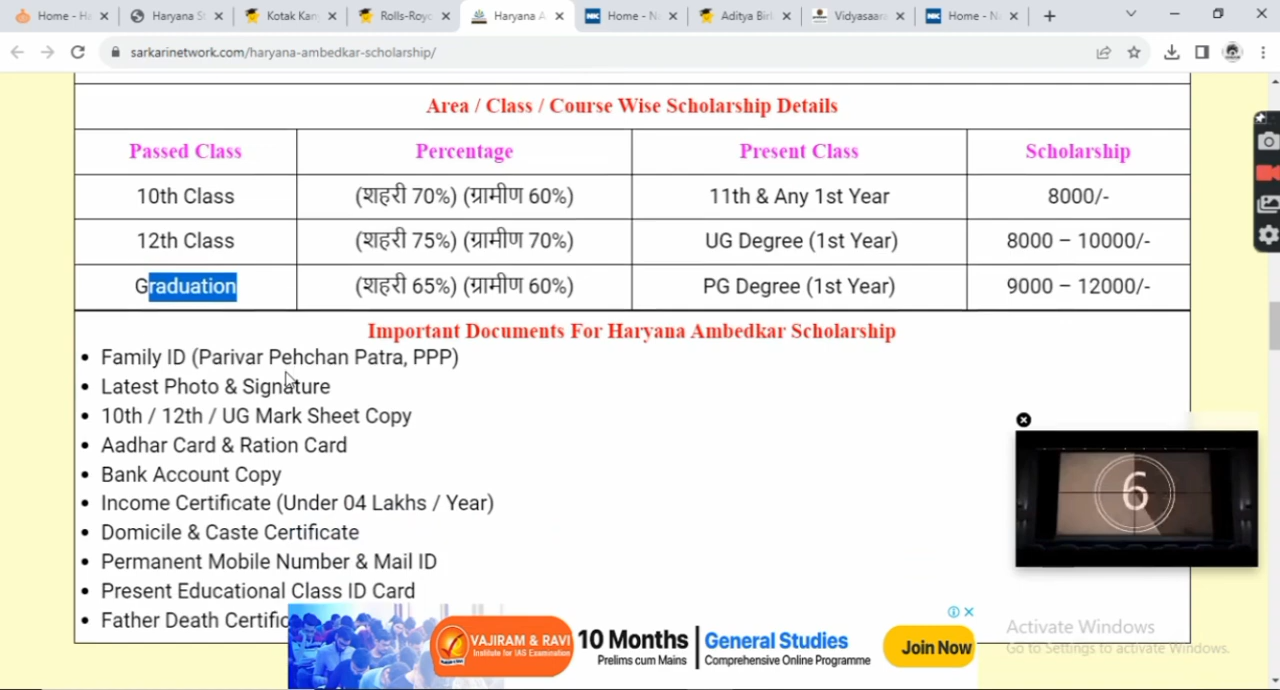 Home - Ha
Haryana St
Kotak Kan
Rolls-Royc
Haryana A
Home - N
Aditya Birl
Vidyasaara
Home - N
sarkarinetwork.com/haryana-ambedkar-scholarship/
Area / Class / Course Wise Scholarship Details
Passed Class Percentage Present Class Scholarship
10th Class (शहरी 70%) (ग्रामीण 60%) 11th & Any 1st Year 8000/-
12th Class (शहरी 75%) (ग्रामीण 70%) UG Degree (1st Year) 8000 – 10000/-
Graduation (शहरी 65%) (ग्रामीण 60%) PG Degree (1st Year) 9000 – 12000/-
Important Documents For Haryana Ambedkar Scholarship
Family ID (Parivar Pehchan Patra, PPP)
Latest Photo & Signature
10th / 12th / UG Mark Sheet Copy
Aadhar Card & Ration Card
Bank Account Copy
Income Certificate (Under 04 Lakhs / Year)
Domicile & Caste Certificate
Permanent Mobile Number & Mail ID
Present Educational Class ID Card
Father Death Certific
6
VAJIRAM & RAVI
Institute for IAS Examination
10 Months
Prelims cum Mains
General Studies
Comprehensive Online Programme
Join Now
Activate Windows
Go to Settings to activate Windows.